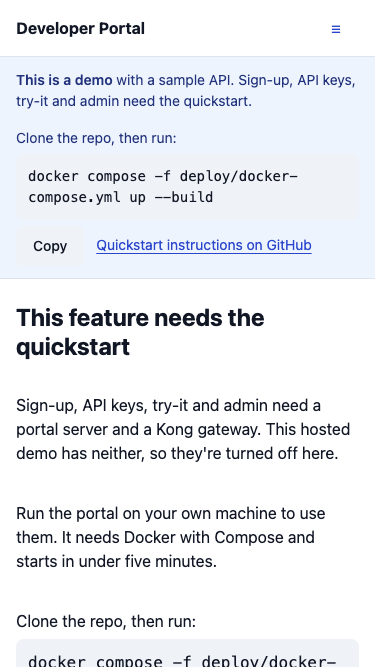 Developer Portal
≡
This is a demo with a sample API. Sign-up, API keys,
try-it and admin need the quickstart.
Clone the repo, then run:
docker compose -f deploy/docker-
compose.yml up --build
Copy
Quickstart instructions on GitHub
This feature needs the
quickstart
Sign-up, API keys, try-it and admin need a
portal server and a Kong gateway. This hosted
demo has neither, so they're turned off here.
Run the portal on your own machine to use
them. It needs Docker with Compose and
starts in under five minutes.
Clone the repo, then run:
docker compose -f deploy/docker-